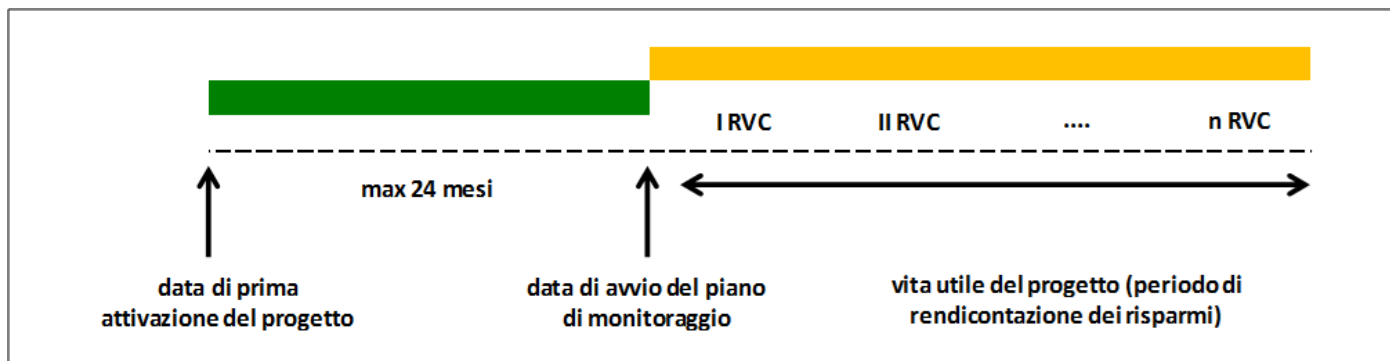 I RVC
II RVC
....
n RVC
max 24 mesi
data di prima
attivazione del progetto
data di avvio del piano
di monitoraggio
vita utile del progetto (periodo di
rendicontazione dei risparmi)